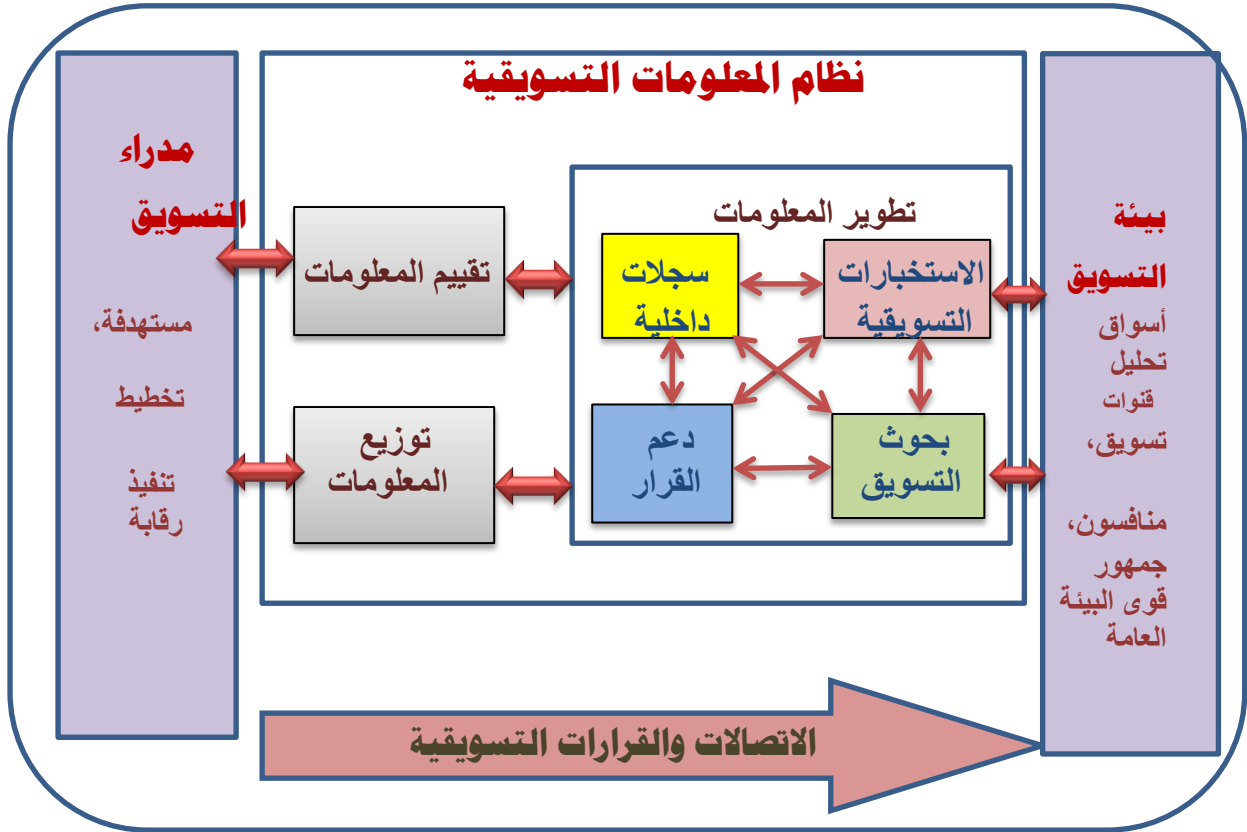 نظام المعلومات التسويقية
بيئة
التسويق
أسواق
تحليل
قنوات
تسويق،
منافسون،
جمهور
قوى البيئة
العامة
تطوير المعلومات
الاستخبارات
التسويقية
سجلات
داخلية
بحوث
التسويق
دعم
القرار
تقييم المعلومات
توزيع
المعلومات
مدراء
التسويق
مستهدفة،
تخطيط
تنفيذ
رقابة
الاتصالات والقرارات التسويقية